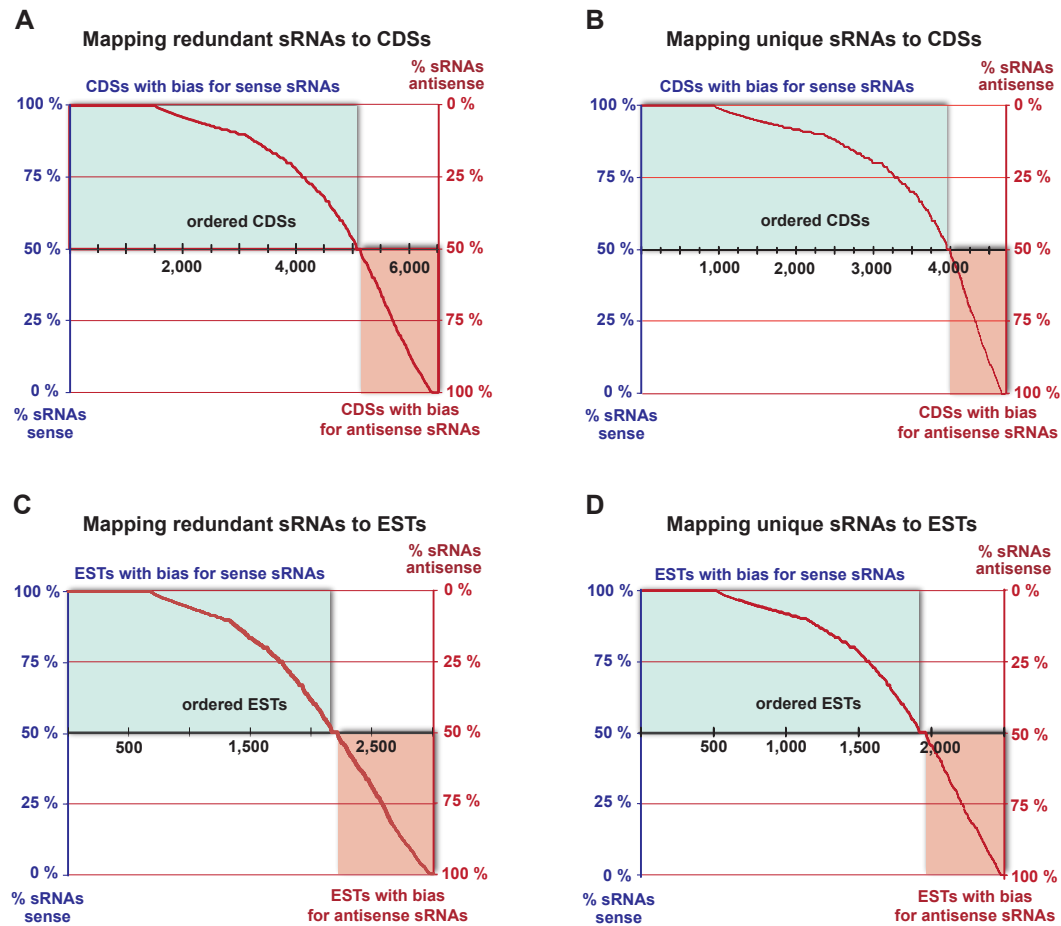 A
Mapping redundant sRNAs to CDSs
% sRNAs
antisense
CDSs with bias for sense sRNAs
100 %
0 %
75 %
25 %
ordered CDSs
50 %
50 %
2,000
4,000
6,000
25 %
75 %
0 %
100 %
% sRNAs
sense
CDSs with bias
for antisense sRNAs
B
Mapping unique sRNAs to CDSs
% sRNAs
antisense
CDSs with bias for sense sRNAs
100 %
0 %
75 %
25 %
ordered CDSs
50 %
50 %
1,000
2,000
3,000
4,000
25 %
75 %
0 %
100 %
% sRNAs
sense
CDSs with bias
for antisense sRNAs
C
Mapping redundant sRNAs to ESTs
% sRNAs
antisense
ESTs with bias for sense sRNAs
100 %
0 %
75 %
25 %
ordered ESTs
50 %
50 %
500
1,500
2,500
25 %
75 %
0 %
100 %
% sRNAs
sense
ESTs with bias
for antisense sRNAs
D
Mapping unique sRNAs to ESTs
% sRNAs
antisense
ESTs with bias for sense sRNAs
100 %
0 %
75 %
25 %
ordered ESTs
50 %
50 %
500
1,000
1,500
2,000
25 %
75 %
0 %
100 %
% sRNAs
sense
ESTs with bias
for antisense sRNAs